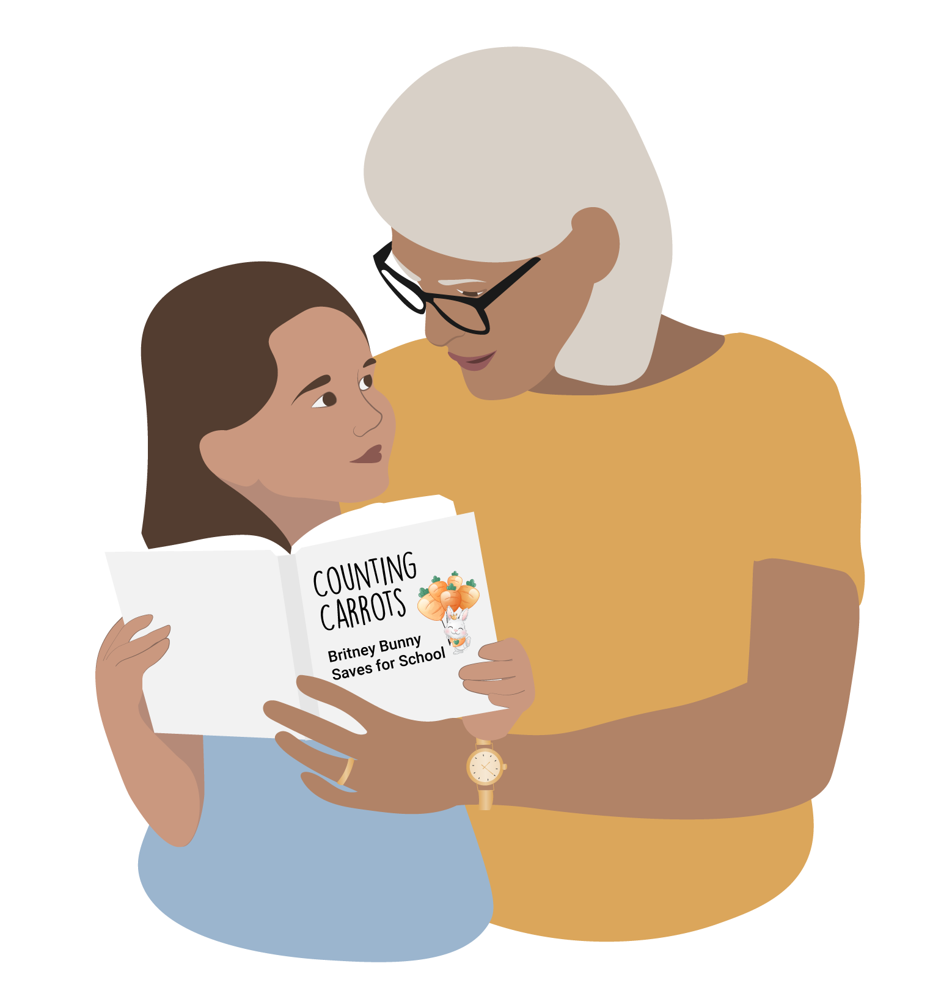 COUNTING
CARROTS
Britney Bunny
Saves for School